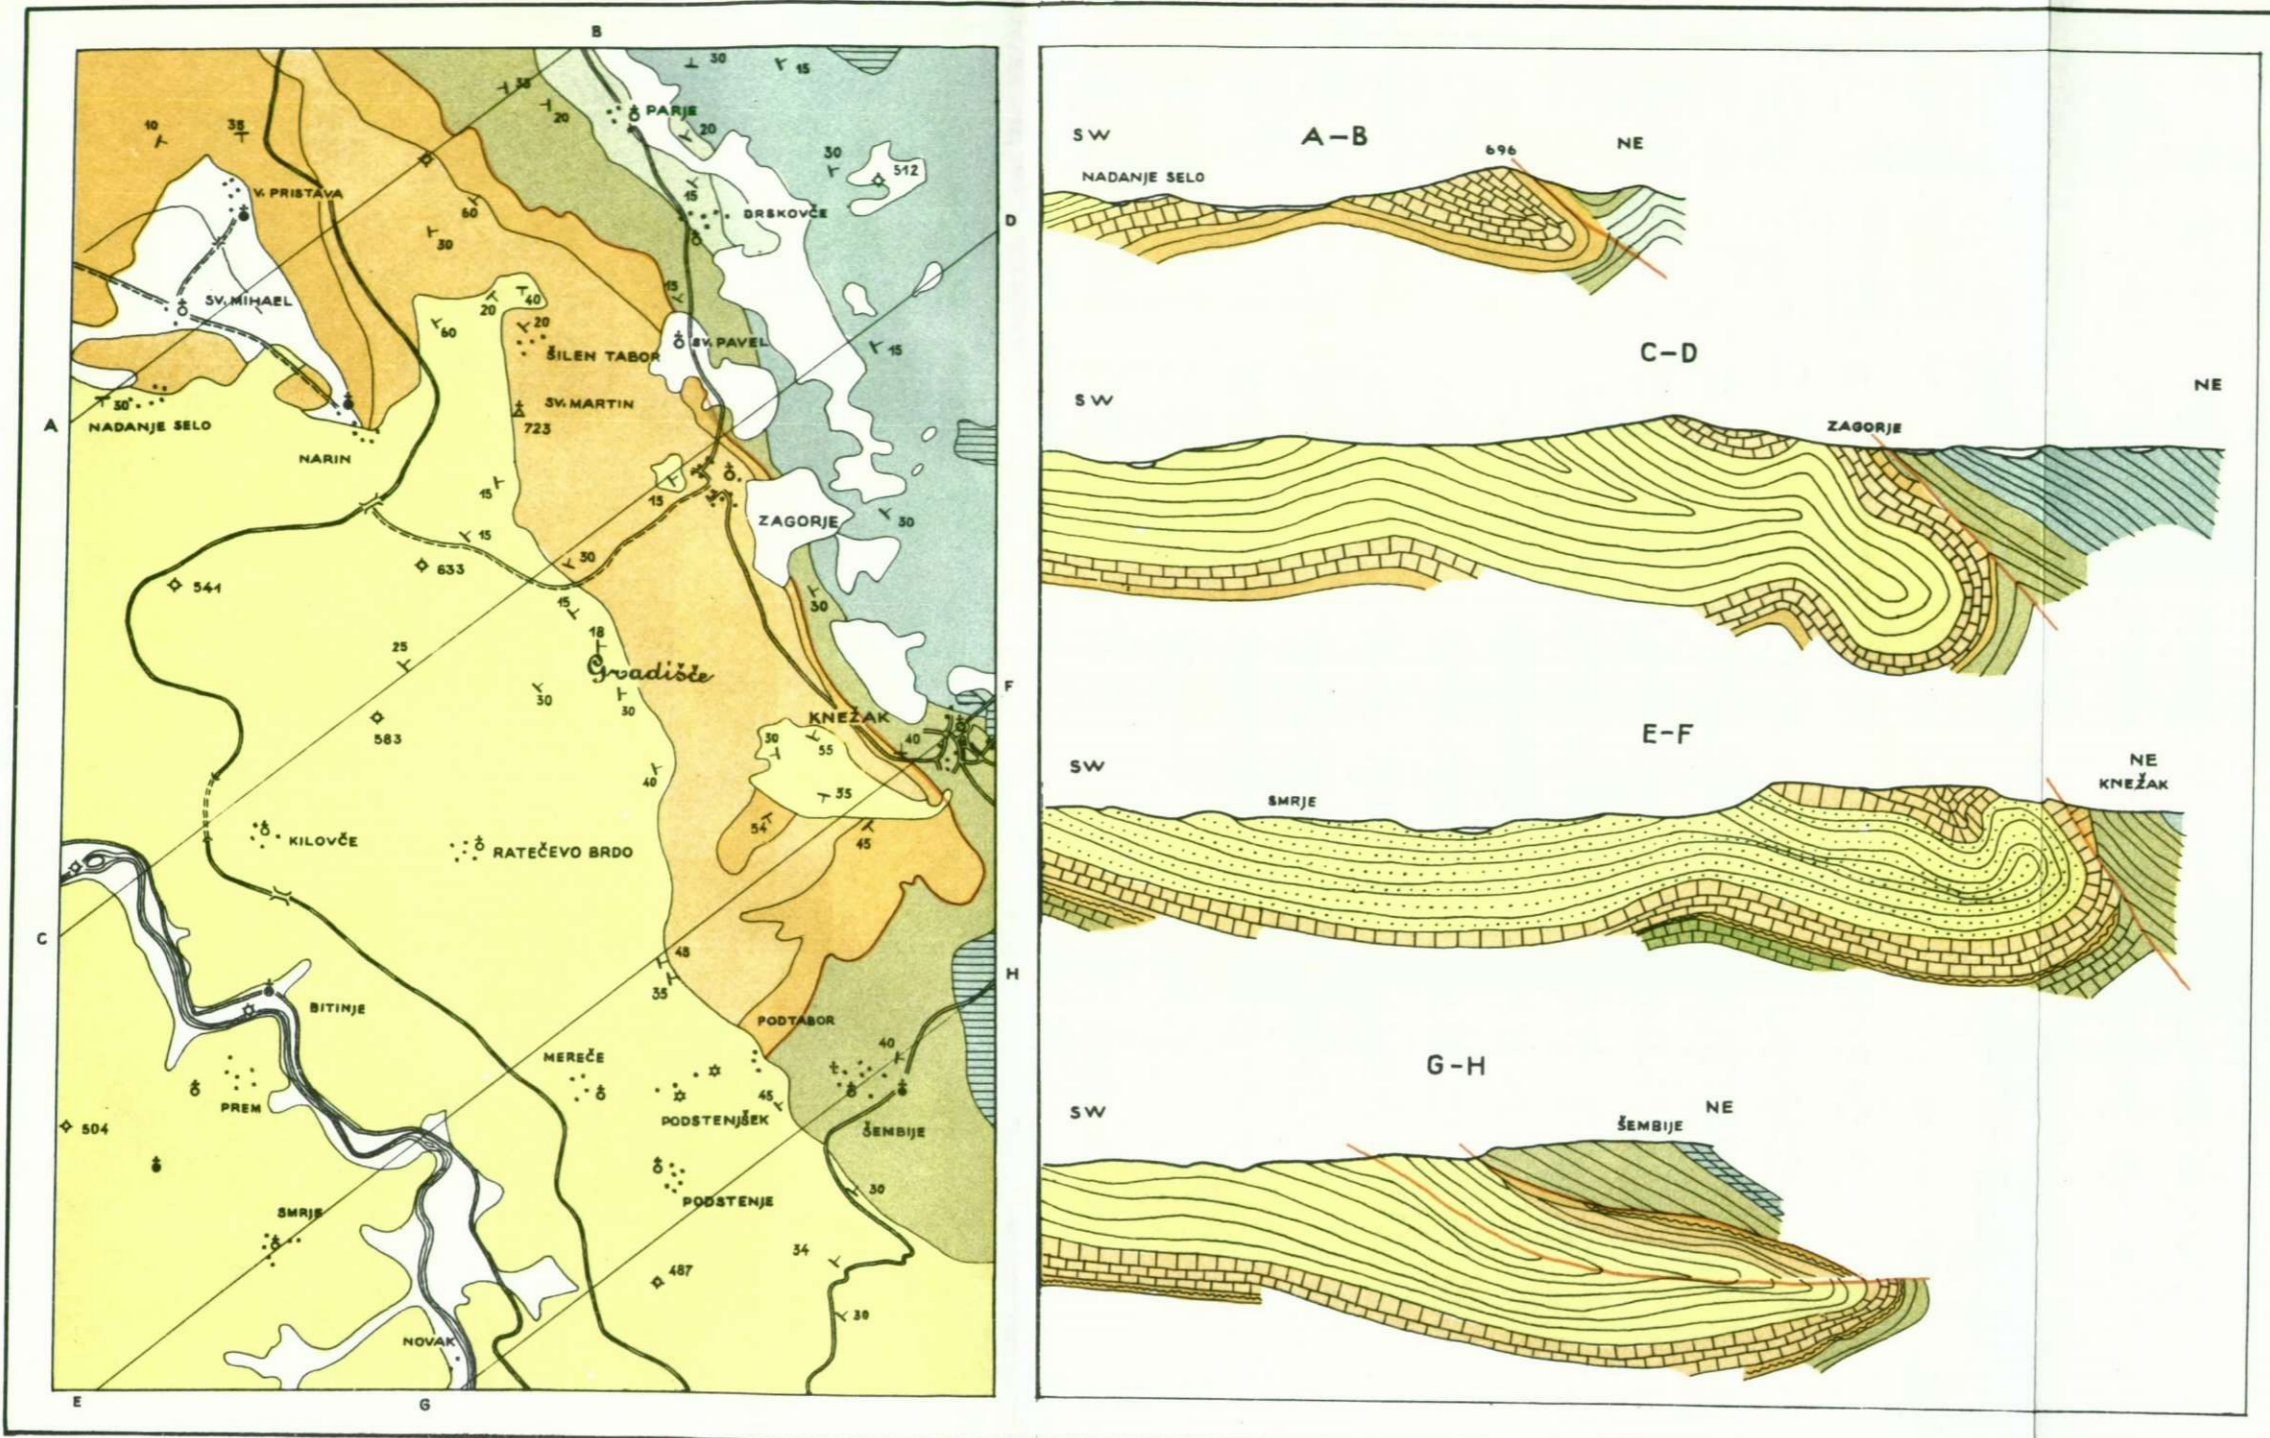 B
30
15
35
20
PARJE
20
10
35
30
512
V. PRISTAVA
15
DRSKOVČE
D
60
30
SV. MIHAEL
15
40
20
60
20
ŠILEN TABOR
SV. PAVEL
15
30
SV. MARTIN
723
A
NADANJE SELO
NARIN
15
15
ZAGORJE
30
15
633
30
541
15
30
18
25
Gradišče
30
30
F
KNEŽAK
583
30
55
40
40
35
54
45
KILOVČE
RATEČEVO BRDO
C
45
H
35
BITINJE
PODTABOR
MEREČE
40
PREM
45
504
PODSTENJŠEK
ŠEMBIJE
PODSTENJE
30
SMRJE
34
487
30
NOVAK
E
G
SW
A–B
696
NE
NADANJE SELO
C–D
NE
SW
ZAGORJE
E–F
SW
NE
KNEŽAK
SMRJE
G–H
SW
NE
ŠEMBIJE